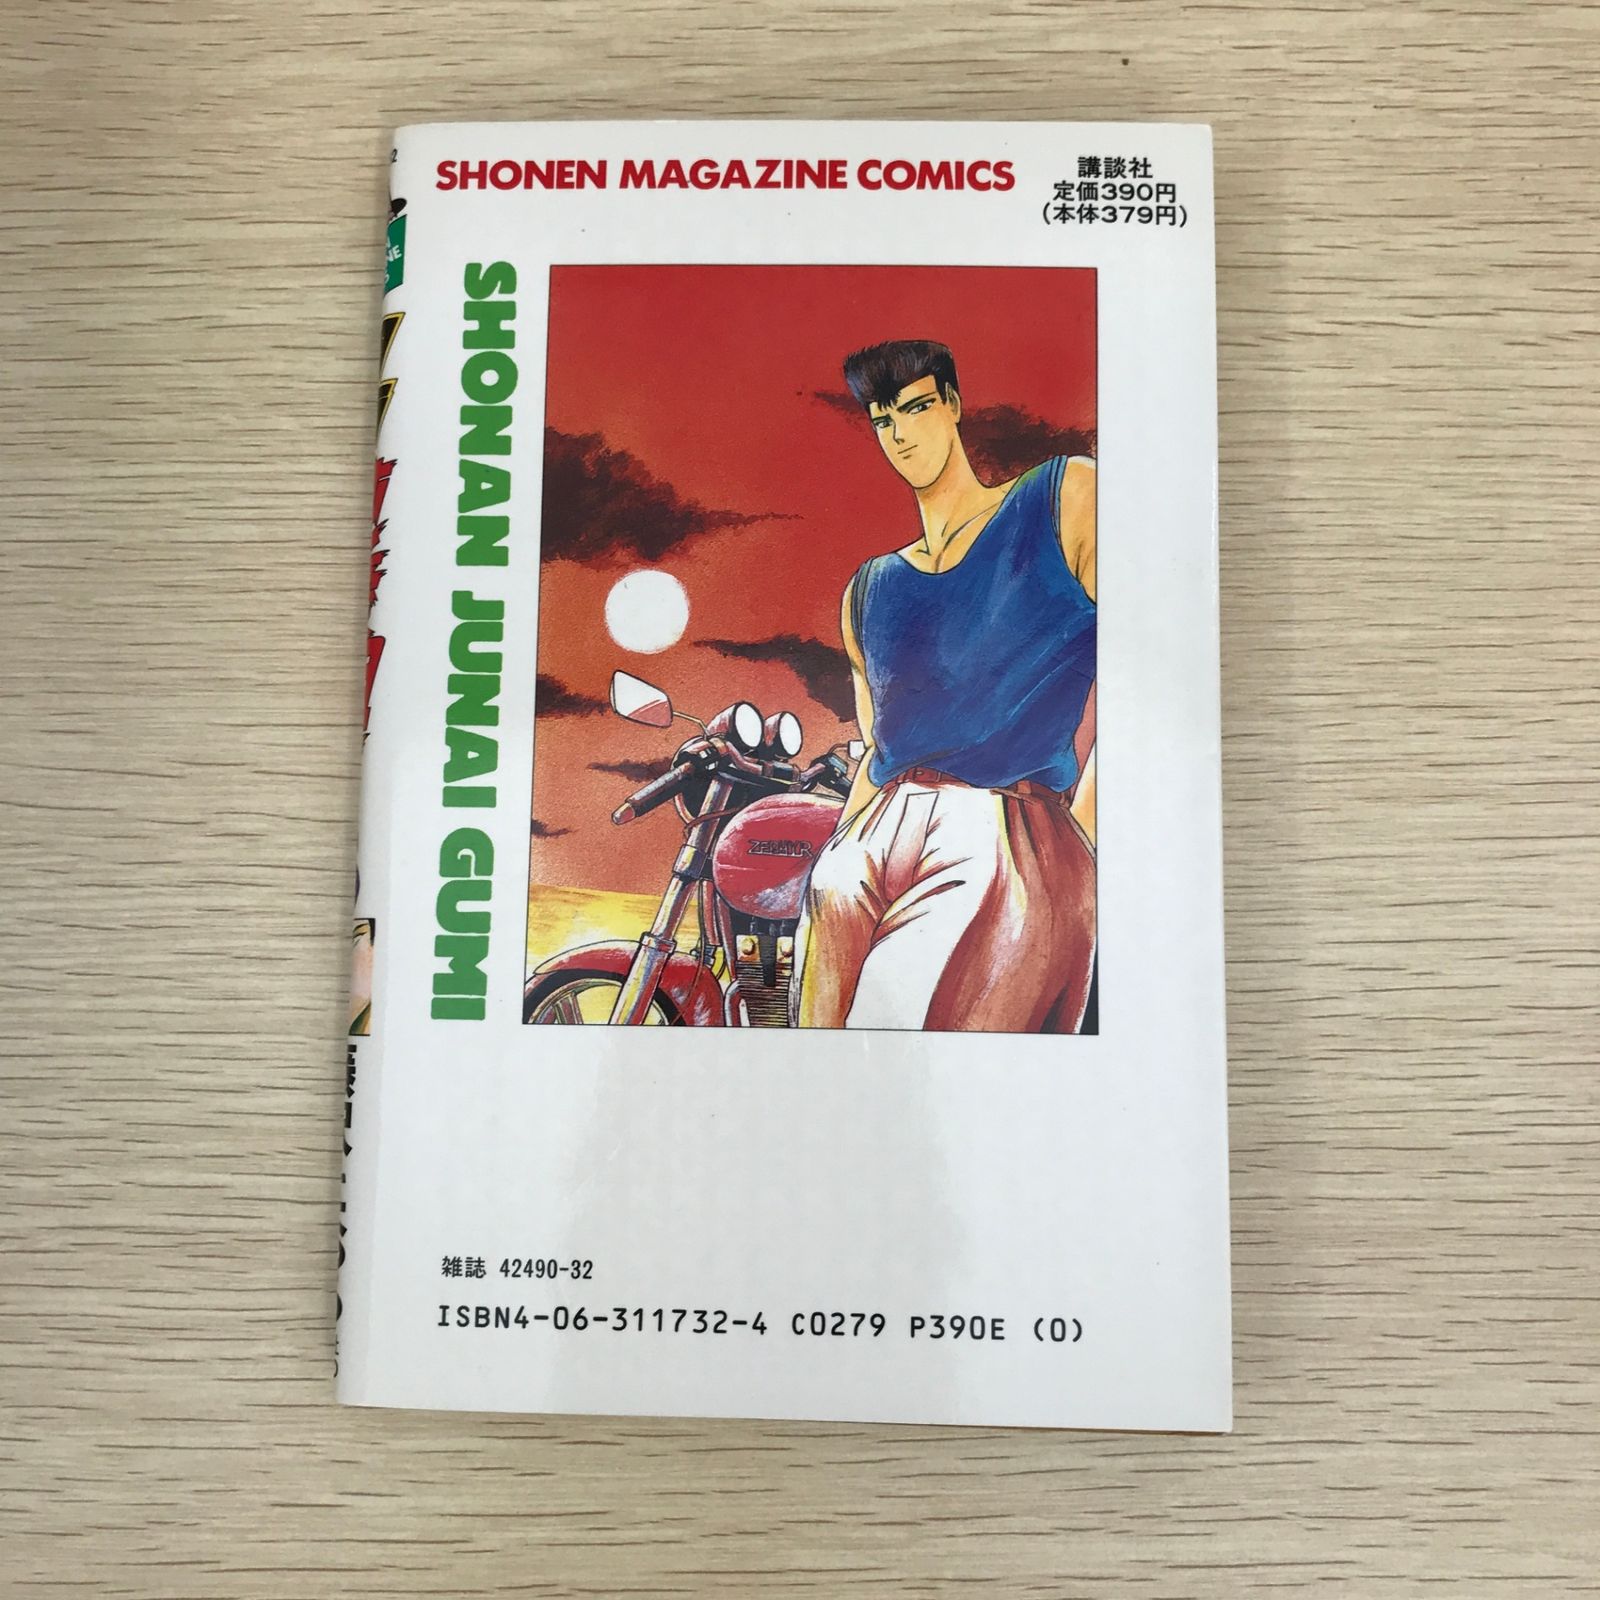 SHONEN MAGAZINE COMICS
講談社
定価390円
(本体379円)
SHONAN JUNAI GUMI
ZEPHYR
雑誌 42490-32
ISBN4-06-311732-4 C0279 P390E (0)